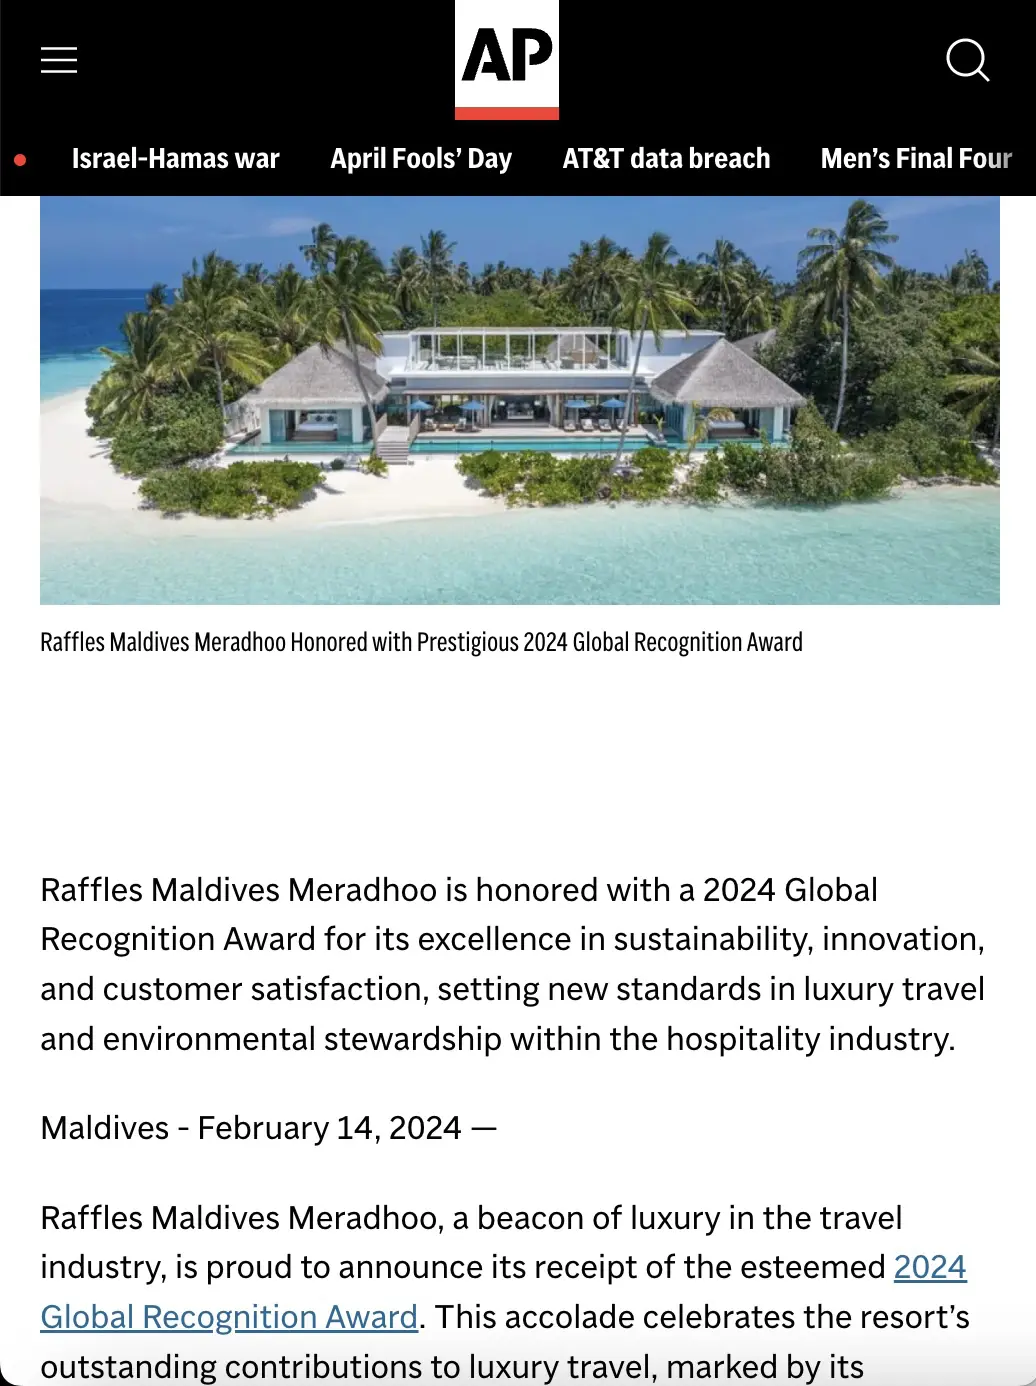 AP
Israel-Hamas war April Fools’ Day AT&T data breach Men’s Final Four
Raffles Maldives Meradhoo Honored with Prestigious 2024 Global Recognition Award
Raffles Maldives Meradhoo is honored with a 2024 Global
Recognition Award for its excellence in sustainability, innovation,
and customer satisfaction, setting new standards in luxury travel
and environmental stewardship within the hospitality industry.
Maldives - February 14, 2024 —
Raffles Maldives Meradhoo, a beacon of luxury in the travel
industry, is proud to announce its receipt of the esteemed 2024
Global Recognition Award. This accolade celebrates the resort’s
outstanding contributions to luxury travel, marked by its